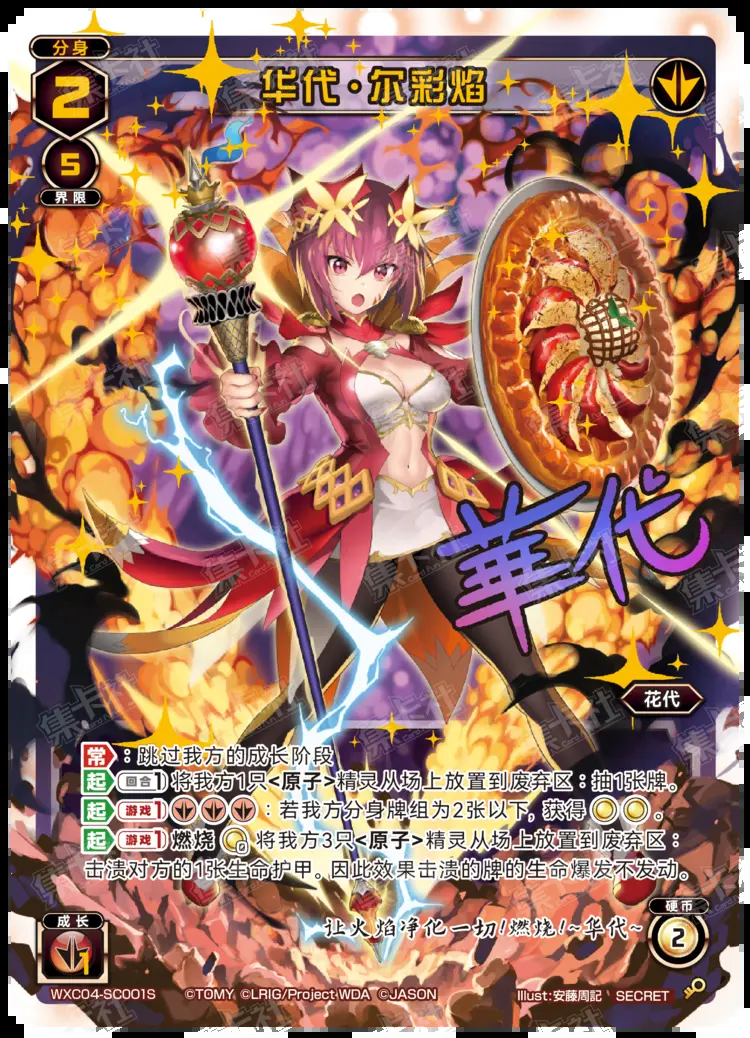 分身
2
华代·尔彩焰
5
界限
華代
花代
常：跳过我方的成长阶段
起 回合1 将我方1只<原子>精灵从场上放置到废弃区：抽1张牌。
起 游戏1 ：若我方分身牌组为2张以下，获得 。
起 游戏1 燃烧 将我方3只<原子>精灵从场上放置到废弃区：
击溃对方的1张生命护甲。因此效果击溃的牌的生命爆发不发动。
让火焰净化一切!燃烧!~华代~
成长
1
硬币
2
WXC04-SC001S ©TOMY ©LRIG/Project WDA ©JASON Illust:安藤周記 SECRET
集卡社